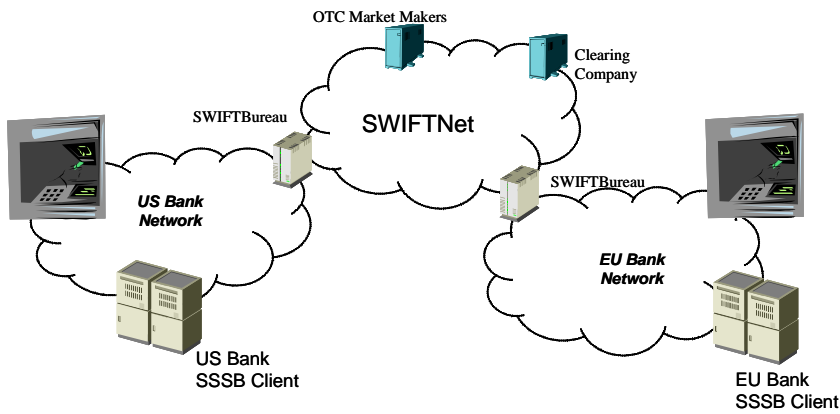 OTC Market Makers
Clearing
Company
SWIFTBureau
SWIFTNet
SWIFTBureau
US Bank
Network
EU Bank
Network
US Bank
SSSB Client
EU Bank
SSSB Client